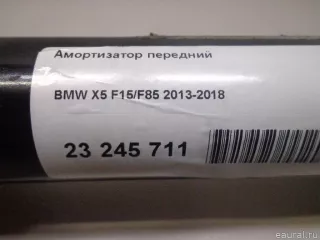 Амортизатор передний
BMW X5 F15/F85 2013-2018
23 245 711
eaural.ru